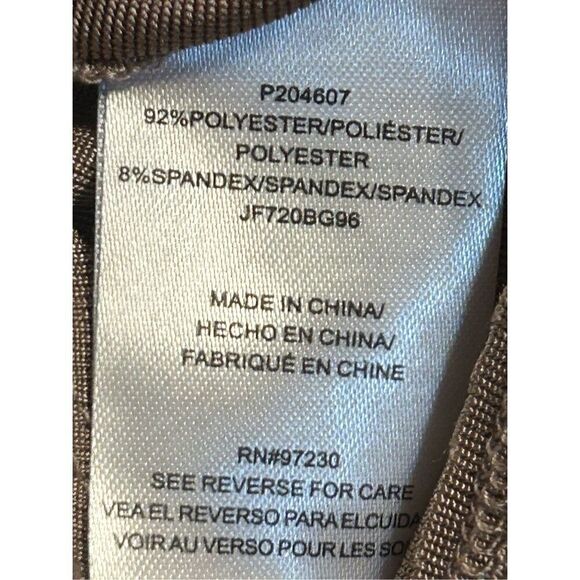 P204607
92%POLYESTER/POLIÉSTER/
POLYESTER
8%SPANDEX/SPANDEX/SPANDEX
JF720BG96
MADE IN CHINA/
HECHO EN CHINA/
FABRIQUÉ EN CHINE
RN#97230
SEE REVERSE FOR CARE
VEA EL REVERSO PARA EL
VOIR AU VERSO POUR LES